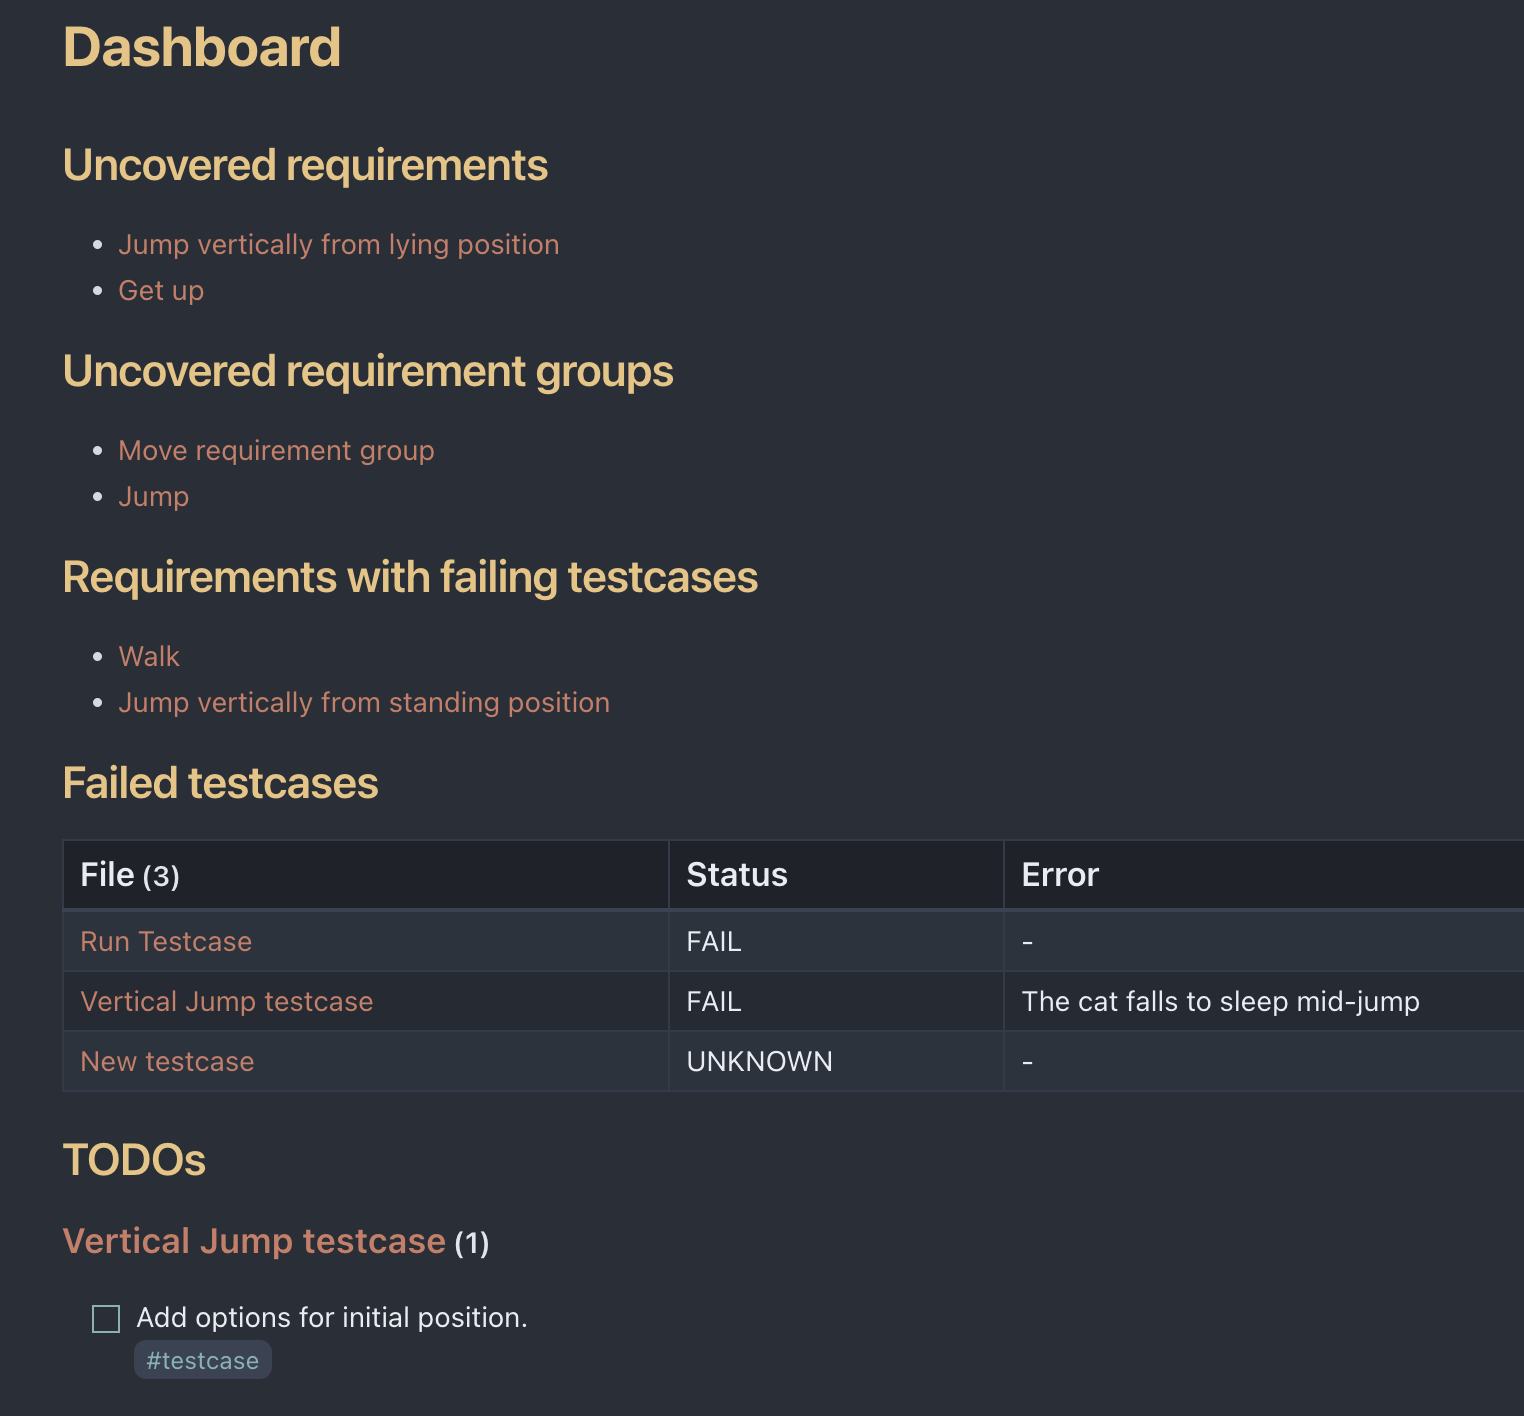 Dashboard
Uncovered requirements
Jump vertically from lying position
Get up
Uncovered requirement groups
Move requirement group
Jump
Requirements with failing testcases
Walk
Jump vertically from standing position
Failed testcases
File (3) Status Error
Run Testcase FAIL -
Vertical Jump testcase FAIL The cat falls to sleep mid-jump
New testcase UNKNOWN -
TODOs
Vertical Jump testcase (1)
Add options for initial position.
#testcase